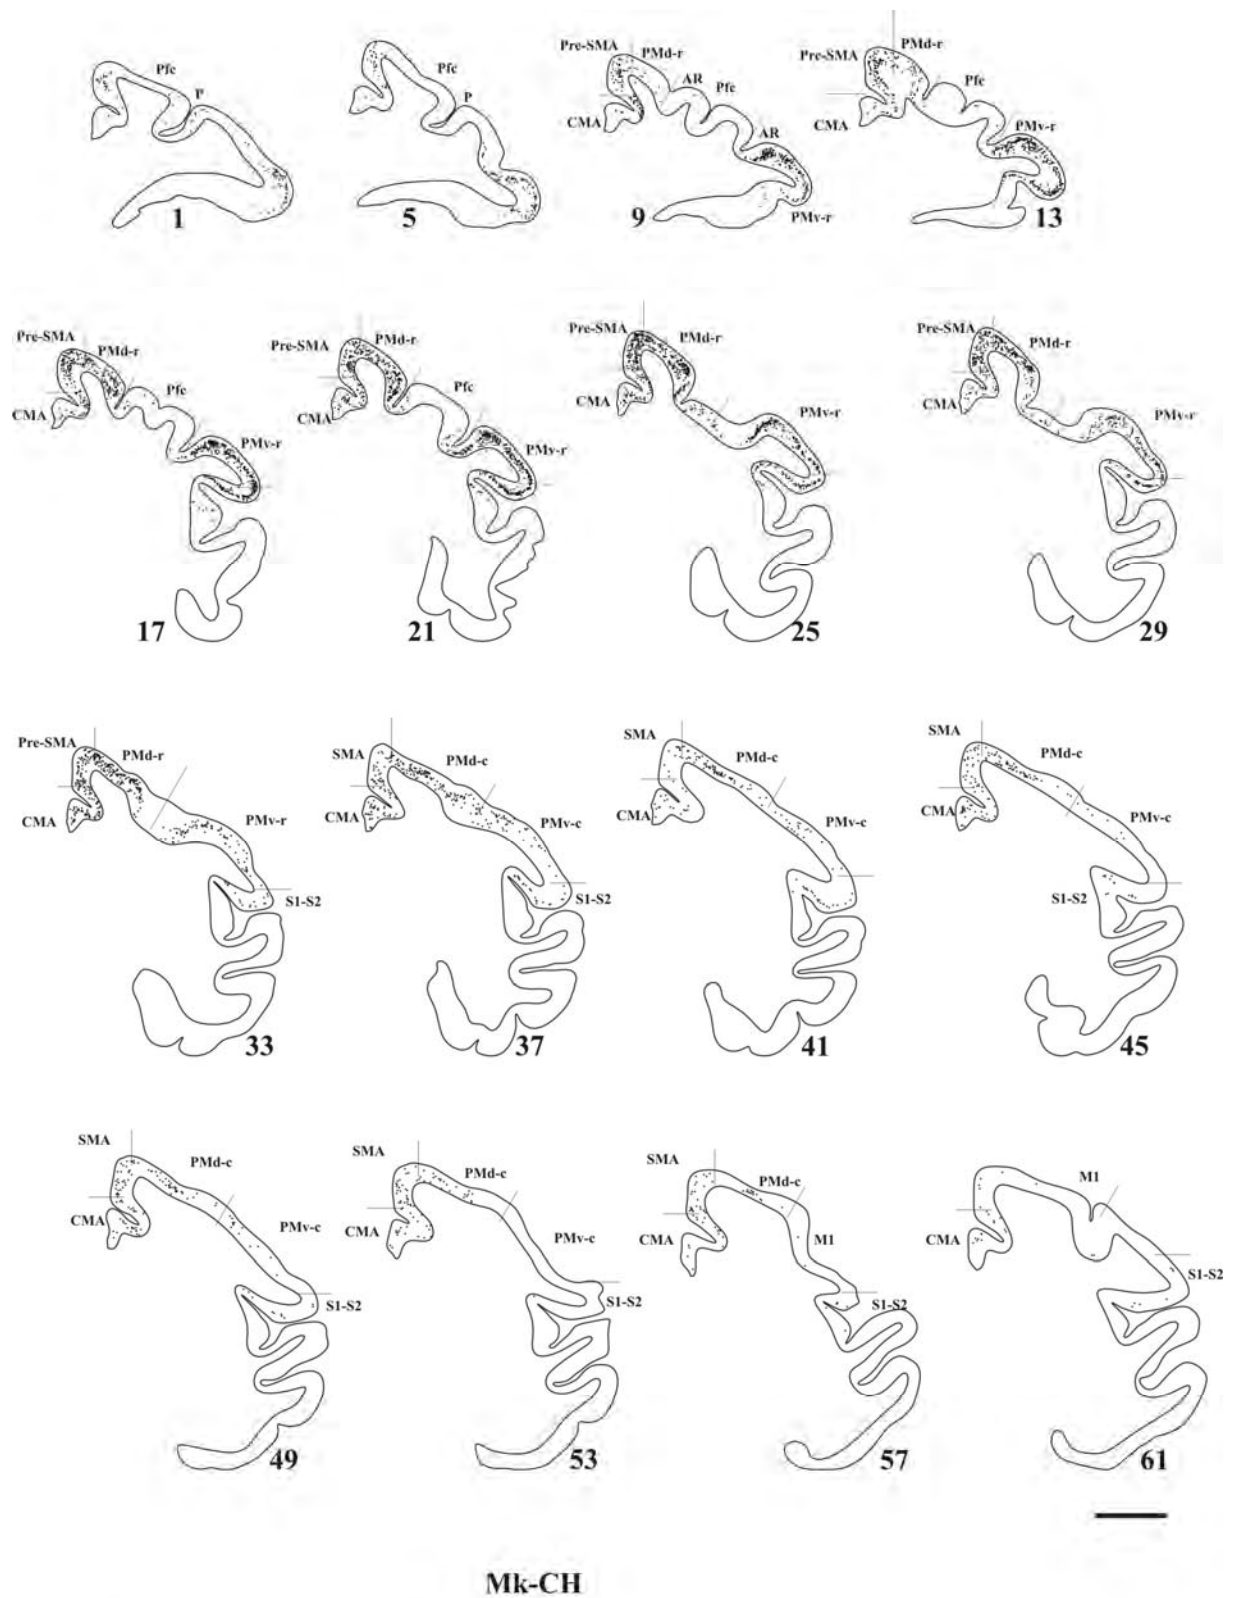 Pfc
P
1
Pfc
P
5
Pre-SMA
PMd-r
AR
Pfc
CMA
AR
PMv-r
9
Pre-SMA
PMd-r
Pfc
CMA
PMv-r
13
Pre-SMA
PMd-r
Pfc
CMA
PMv-r
17
Pre-SMA
PMd-r
Pfc
CMA
PMv-r
21
Pre-SMA
PMd-r
CMA
PMv-r
25
Pre-SMA
PMd-r
CMA
PMv-r
29
Pre-SMA
PMd-r
CMA
PMv-r
S1-S2
33
SMA
PMd-c
CMA
PMv-c
S1-S2
37
SMA
PMd-c
CMA
PMv-c
41
SMA
PMd-c
CMA
PMv-c
S1-S2
45
SMA
PMd-c
CMA
PMv-c
S1-S2
49
SMA
PMd-c
CMA
PMv-c
S1-S2
53
SMA
PMd-c
CMA
M1
S1-S2
57
M1
CMA
S1-S2
61
Mk-CH